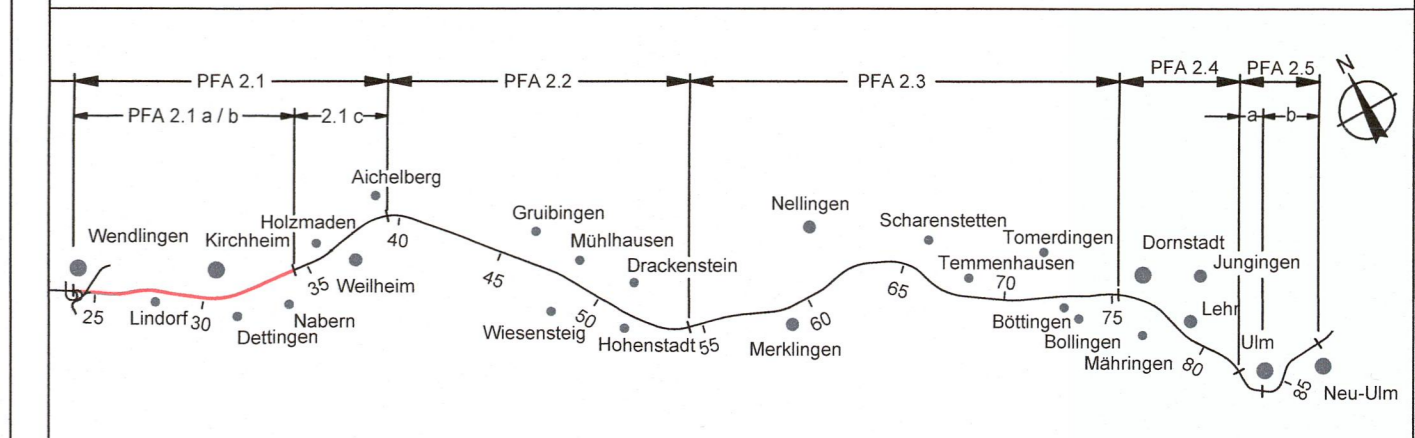 PFA 2.1
PFA 2.2
PFA 2.3
PFA 2.4
PFA 2.5
N
PFA 2.1 a / b
2.1 c
a
b
Aichelberg
Wendlingen
Kirchheim
Holzmaden
40
Gruibingen
Mühlhausen
Drackenstein
Nellingen
Scharenstetten
Tomerdingen
Dornstadt
Jungingen
25
Lindorf
30
Dettingen
Nabern
35
Weilheim
45
Wiesensteig
50
Hohenstadt
55
Merklingen
60
65
Temmenhausen
70
Böttingen
Bollingen
75
Mähringen
Lehr
80
Ulm
85
Neu-Ulm